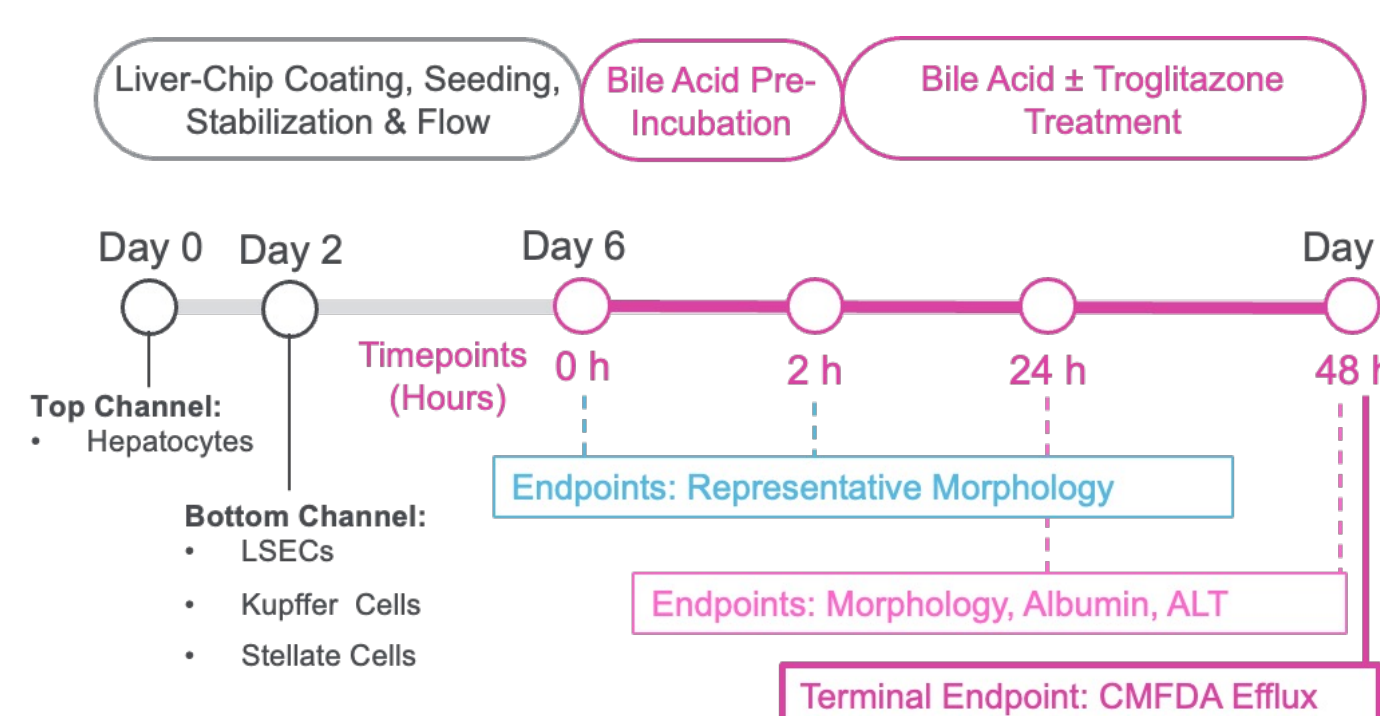 Liver-Chip Coating, Seeding,
Stabilization & Flow
Bile Acid Pre-
Incubation
Bile Acid ± Troglitazone
Treatment
Day 0
Day 2
Day 6
Day
Timepoints
(Hours)
0 h
2 h
24 h
48 h
Top Channel:
• Hepatocytes
Bottom Channel:
• LSECs
• Kupffer Cells
• Stellate Cells
Endpoints: Representative Morphology
Endpoints: Morphology, Albumin, ALT
Terminal Endpoint: CMFDA Efflux